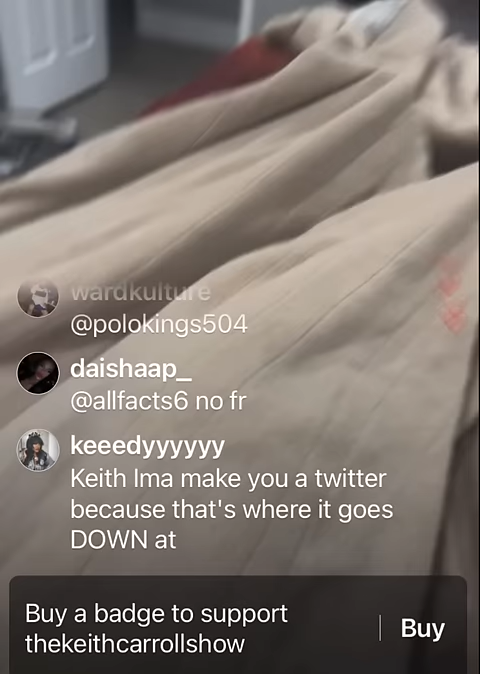 wardkulture
@polokings504
daishaap_
@allfacts6 no fr
keeedyyyyyy
Keith Ima make you a twitter
because that's where it goes
DOWN at
Buy a badge to support
thekeithcarrollshow
Buy